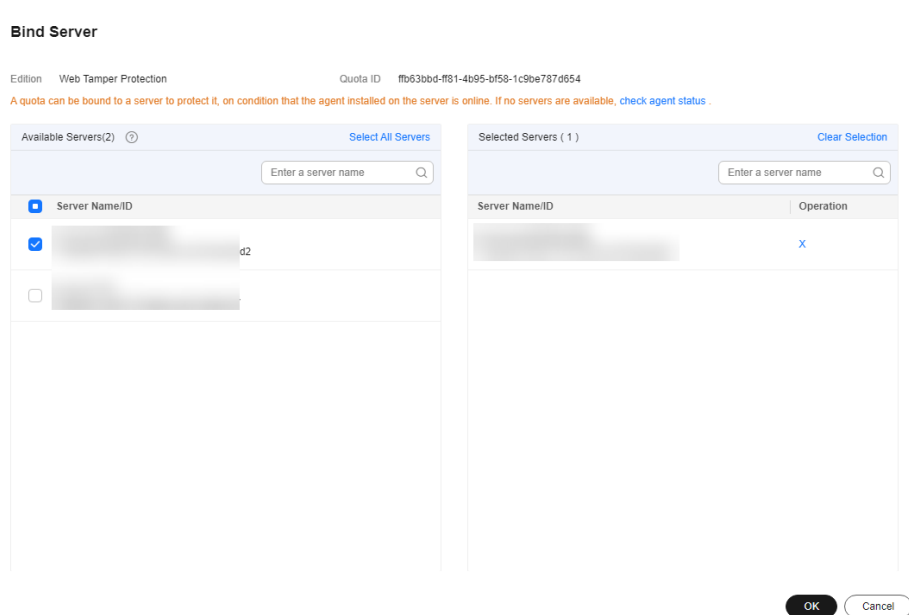 Bind Server
Edition Web Tamper Protection Quota ID ffb63bbd-ff81-4b95-bf58-1c9be787d654
A quota can be bound to a server to protect it, on condition that the agent installed on the server is online. If no servers are available, check agent status .
Available Servers(2) ? Select All Servers
Enter a server name
Server Name/ID
d2
Selected Servers ( 1 ) Clear Selection
Enter a server name
Server Name/ID Operation
X
OK Cancel